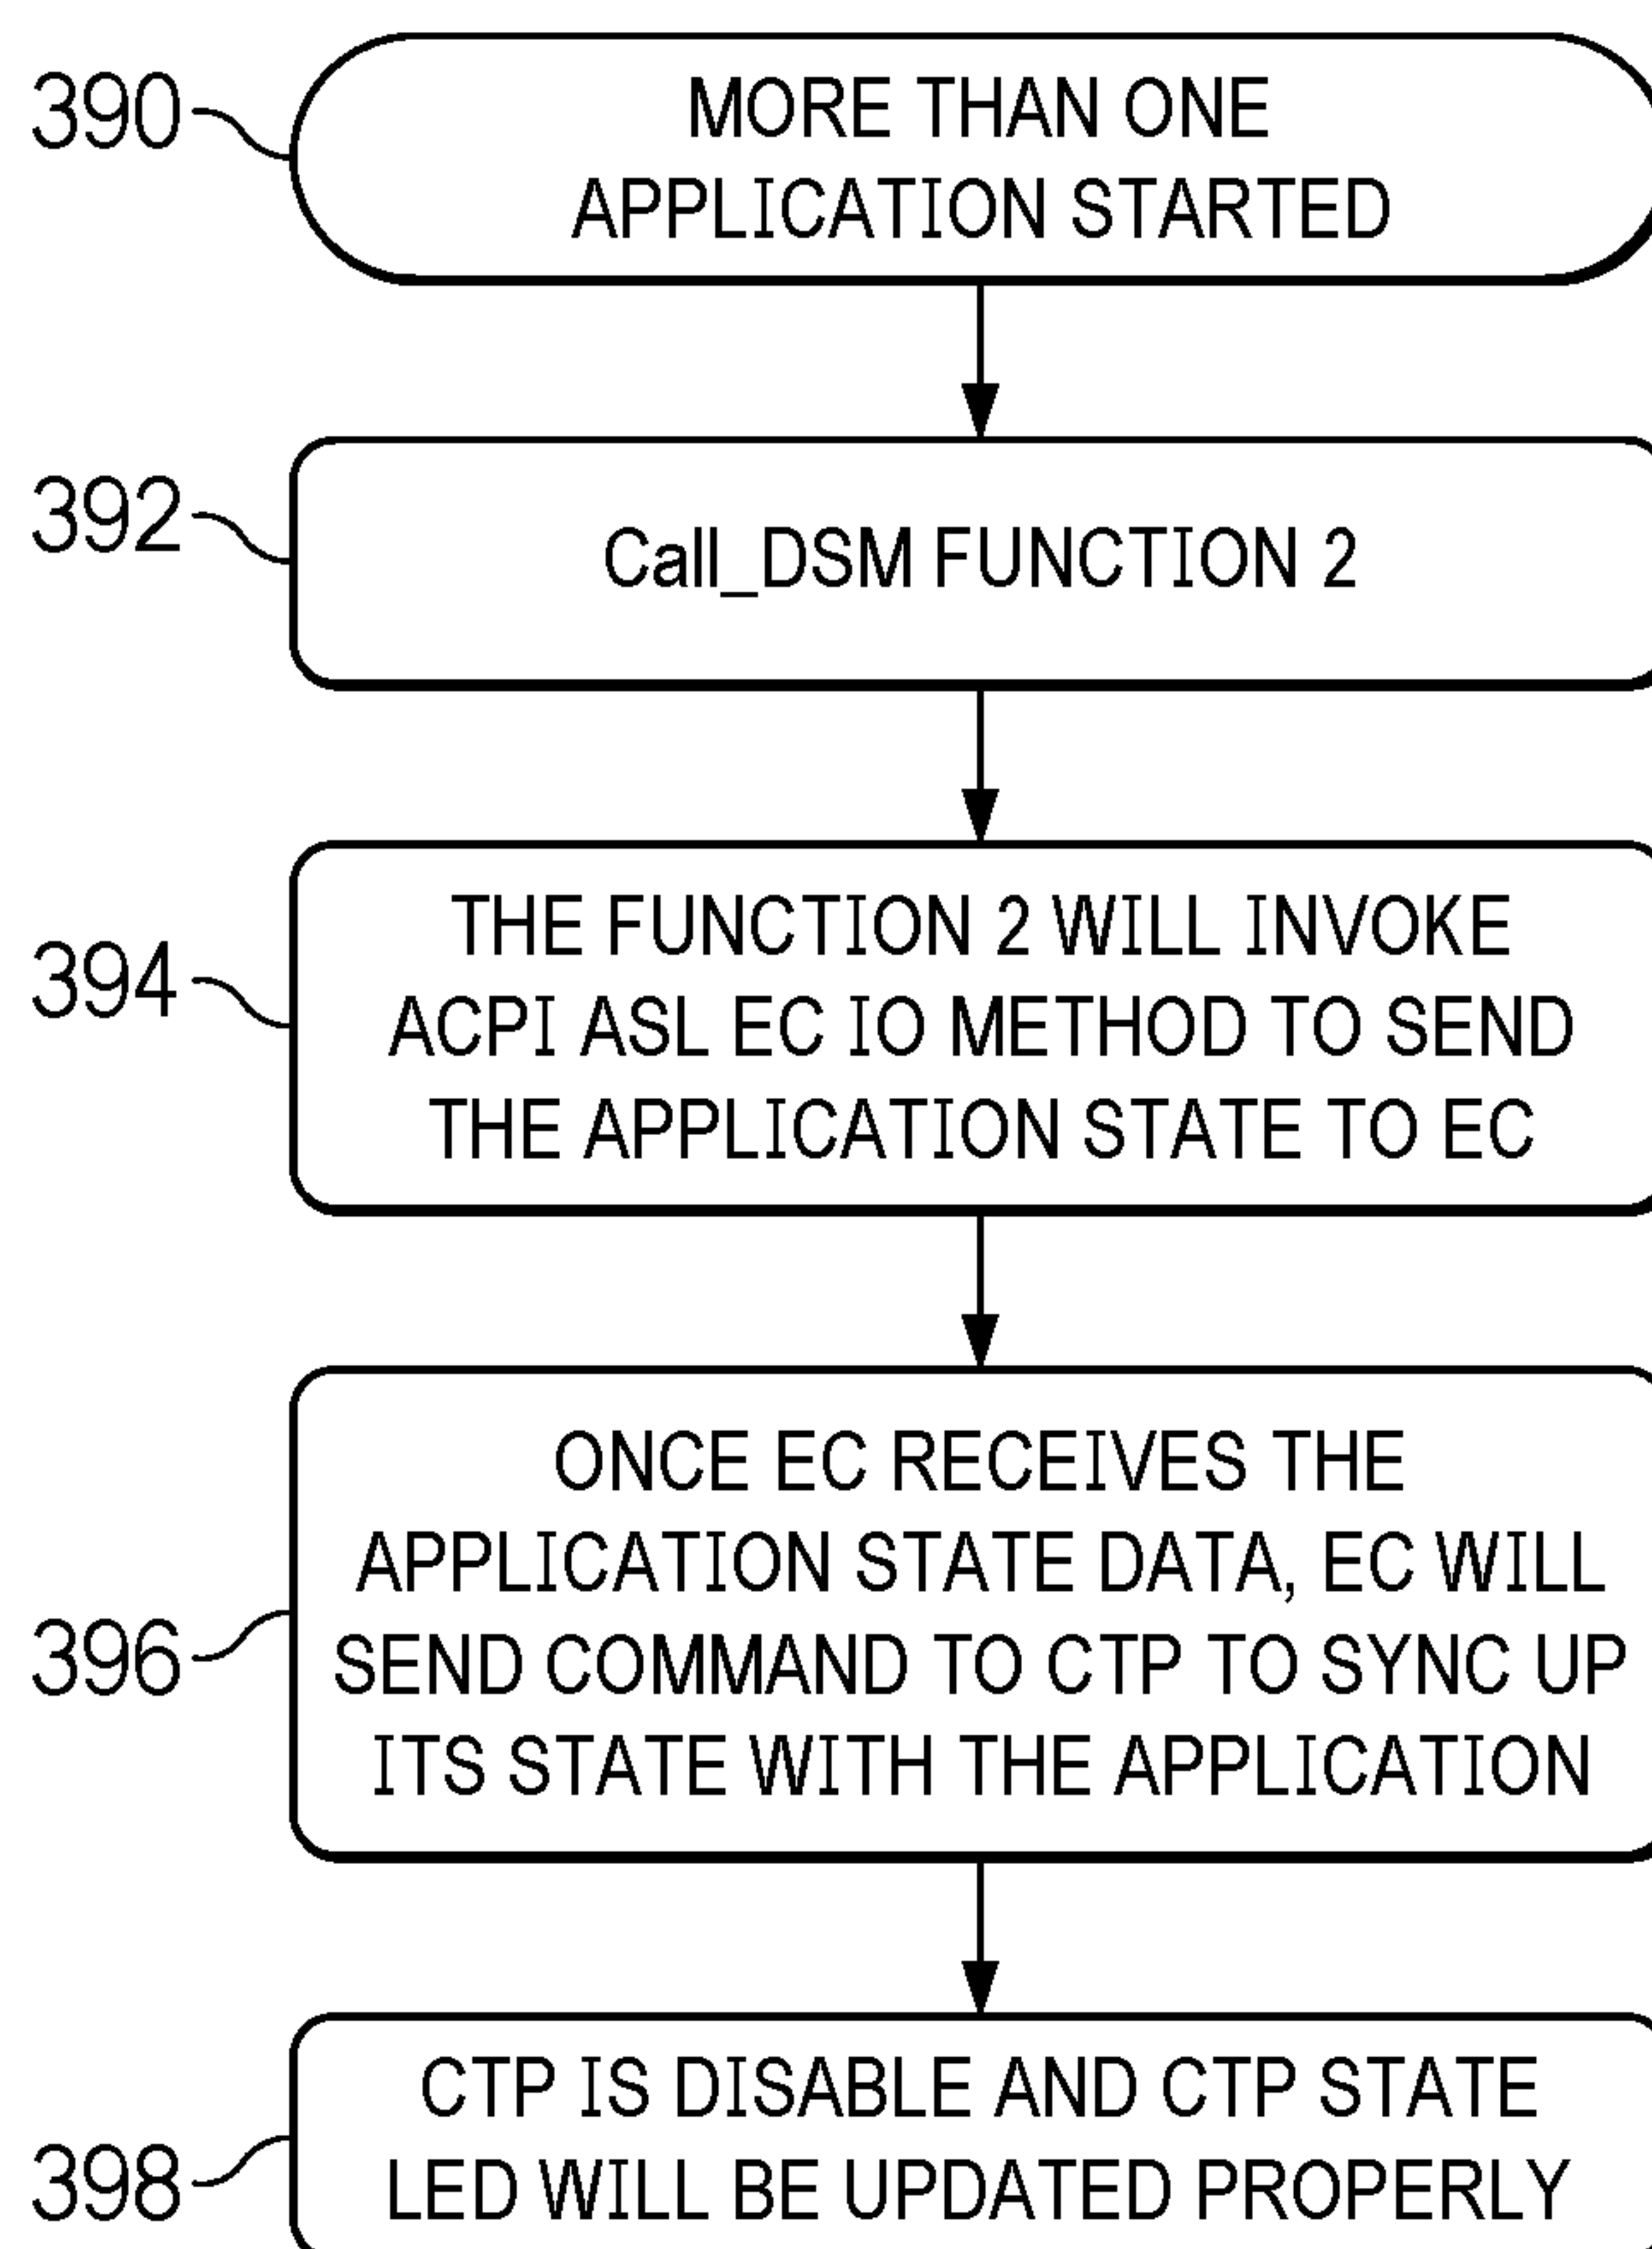 390
MORE THAN ONE
APPLICATION STARTED
392
Call_DSM FUNCTION 2
394
THE FUNCTION 2 WILL INVOKE
ACPI ASL EC IO METHOD TO SEND
THE APPLICATION STATE TO EC
396
ONCE EC RECEIVES THE
APPLICATION STATE DATA, EC WILL
SEND COMMAND TO CTP TO SYNC UP
ITS STATE WITH THE APPLICATION
398
CTP IS DISABLE AND CTP STATE
LED WILL BE UPDATED PROPERLY